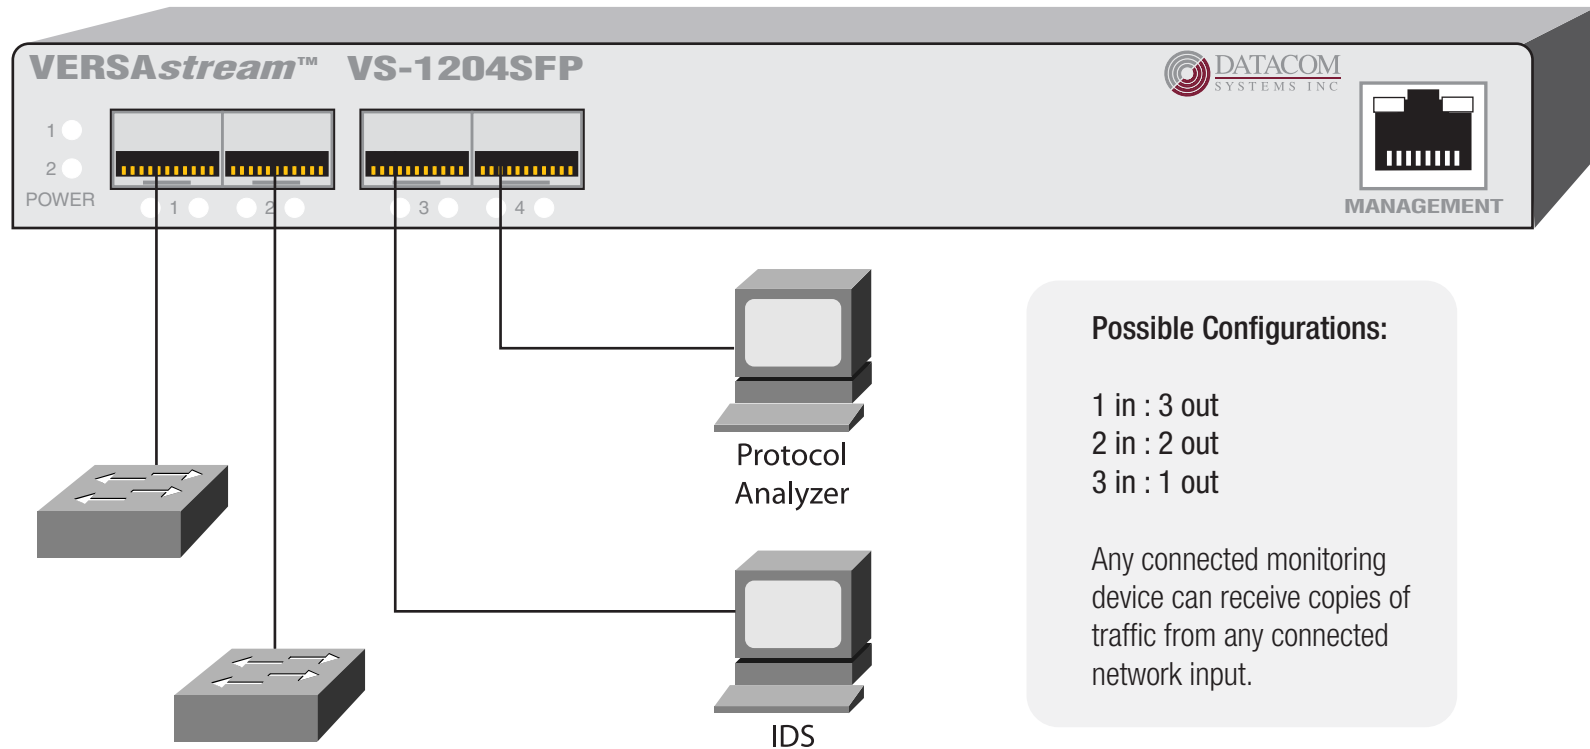 VERSAstream™ VS-1204SFP
DATACOM
SYSTEMS INC
1
2
POWER
1 2 3 4
MANAGEMENT
Protocol
Analyzer
IDS
Possible Configurations:
1 in : 3 out
2 in : 2 out
3 in : 1 out
Any connected monitoring
device can receive copies of
traffic from any connected
network input.